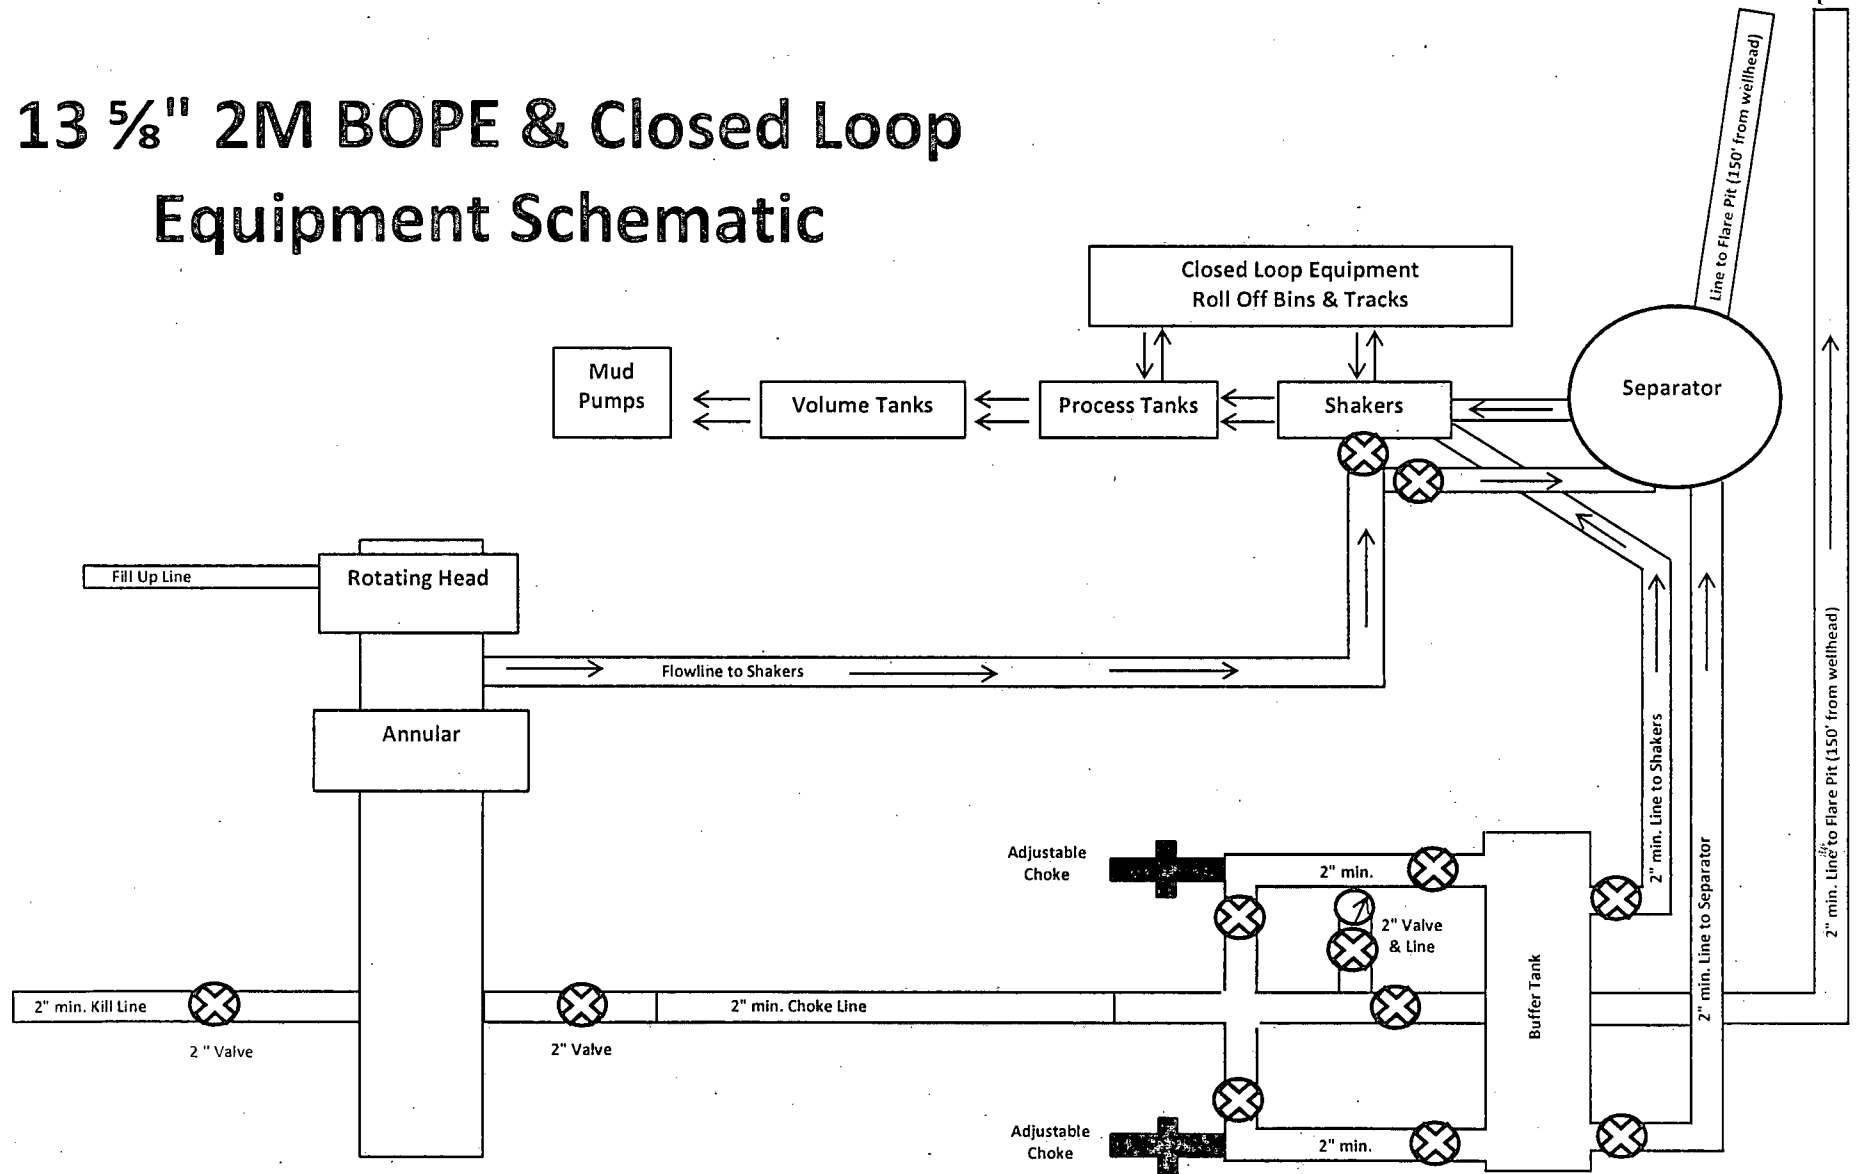 13 ⅝" 2M BOPE & Closed Loop
Equipment Schematic
Line to Flare Pit (150' from wellhead)
Closed Loop Equipment
Roll Off Bins & Tracks
Mud
Pumps
Volume Tanks
Process Tanks
Shakers
Separator
Fill Up Line
Rotating Head
Flowline to Shakers
Annular
2" min. Line to Shakers
2" min. Line to Separator
2" min. Line to Flare Pit (150' from wellhead)
Adjustable
Choke
2" min.
2" Valve
& Line
Buffer Tank
2" min. Kill Line
2" min. Choke Line
2 " Valve
2" Valve
Adjustable
Choke
2" min.